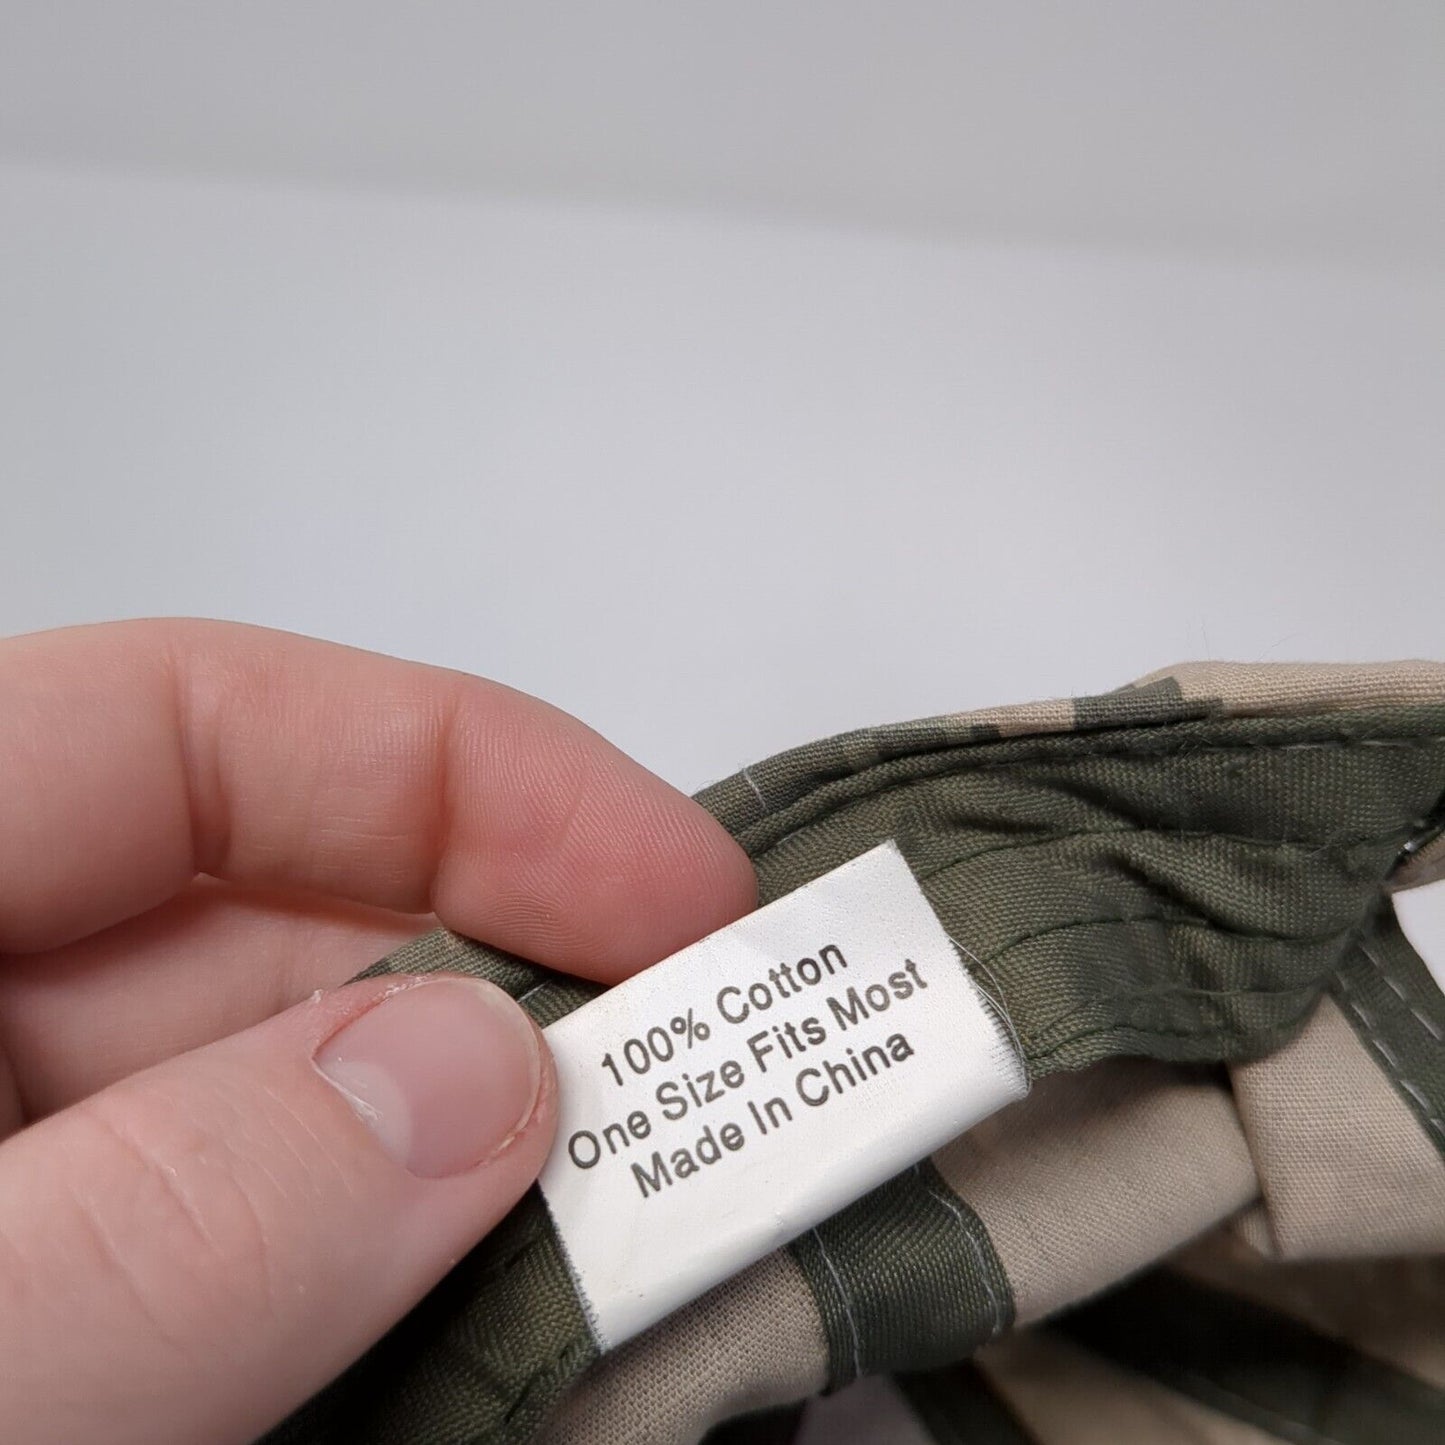 100% Cotton
One Size Fits Most
Made In China